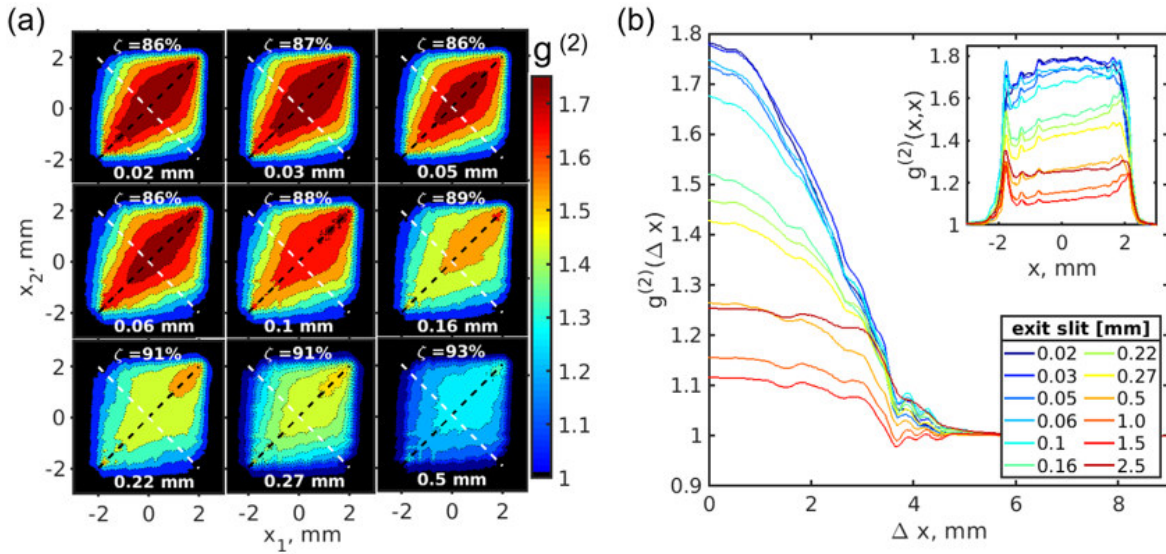 (a)
ζ =86%
ζ =87%
ζ =86%
g (2)
2
0
-2
0.02 mm
0.03 mm
0.05 mm
ζ =86%
ζ =88%
ζ =89%
x2, mm
2
0
-2
0.06 mm
0.1 mm
0.16 mm
ζ =91%
ζ =91%
ζ =93%
2
0
-2
0.22 mm
0.27 mm
0.5 mm
-2 0 2
-2 0 2
-2 0 2
x1, mm
1.7
1.6
1.5
1.4
1.3
1.2
1.1
1
(b)
1.8
1.7
1.6
1.5
1.4
1.3
1.2
1.1
1
0.9
g(2)(Δ x)
0 2 4 6 8
Δ x, mm
1.8
1.6
1.4
1.2
1
g(2)(x,x)
-2 0 2
x, mm
exit slit [mm]
0.02 0.22
0.03 0.27
0.05 0.5
0.06 1.0
0.1 1.5
0.16 2.5